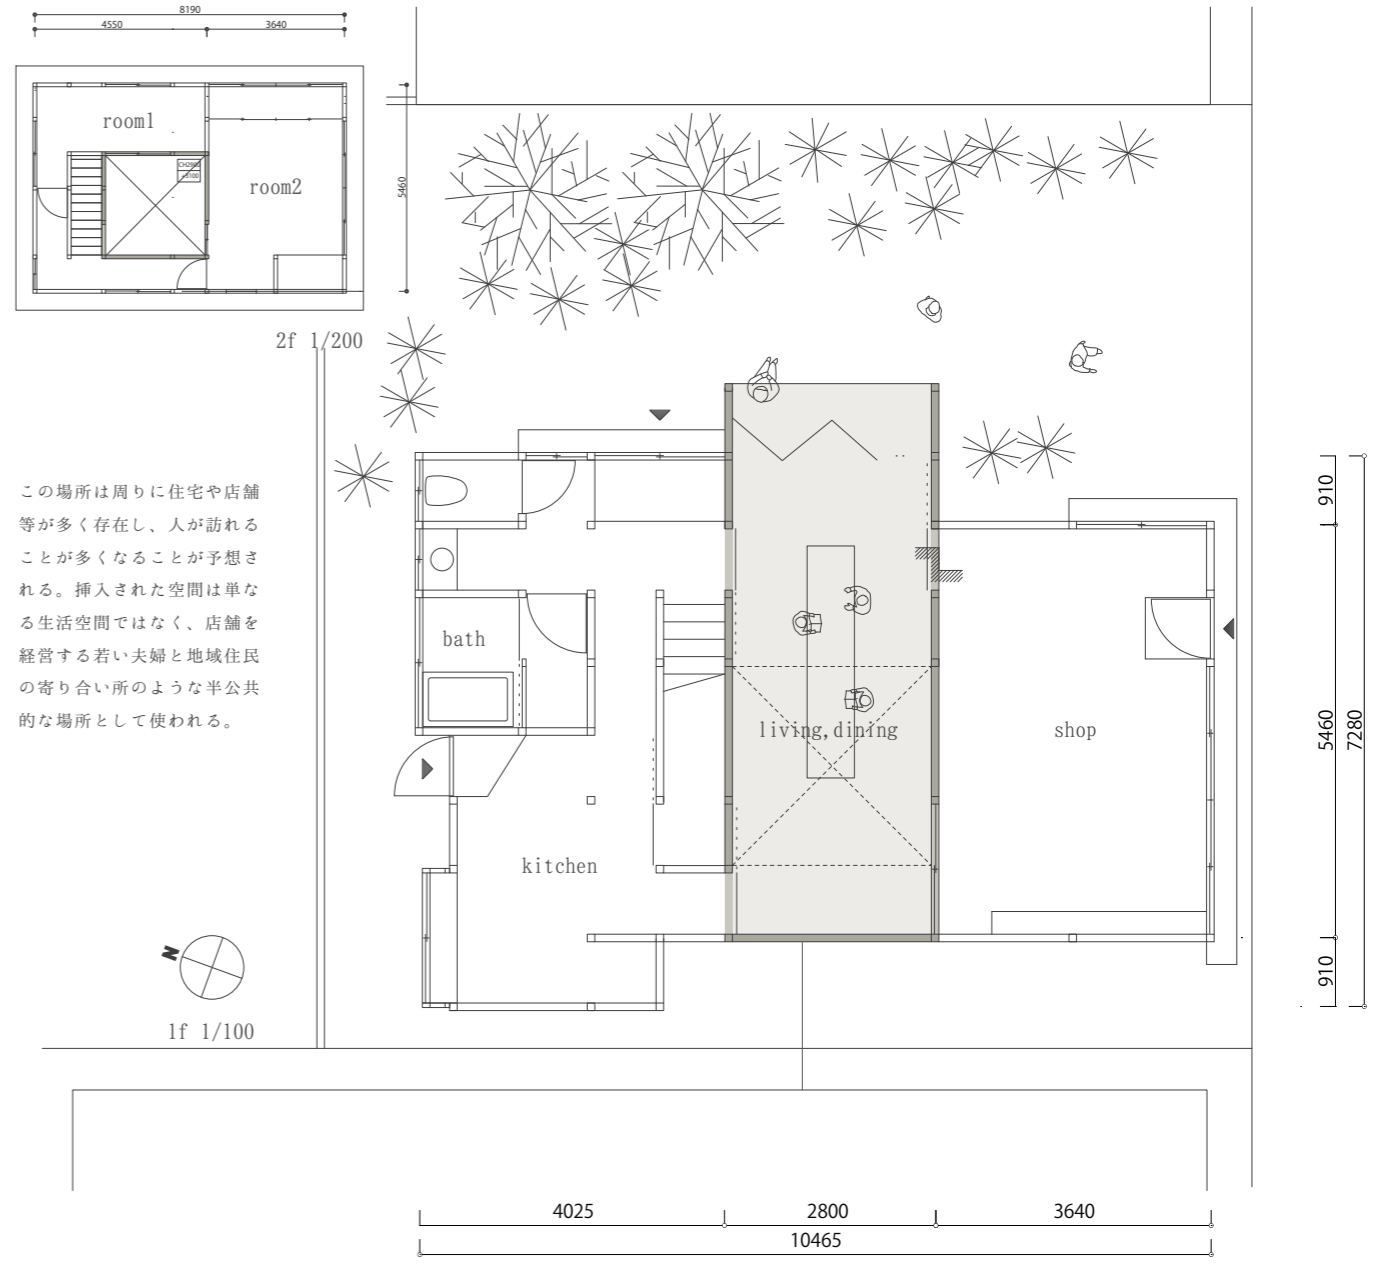 8190
4550
3640
room1
CH2900
+3100
room2
5460
2f 1/200
この場所は周りに住宅や店舗
等が多く存在し、人が訪れる
ことが多くなることが予想さ
れる。挿入された空間は単な
る生活空間ではなく、店舗を
経営する若い夫婦と地域住民
の寄り合い所のような半公共
的な場所として使われる。
bath
living,dining
shop
kitchen
910
5460
7280
910
N
1f 1/100
4025
2800
3640
10465